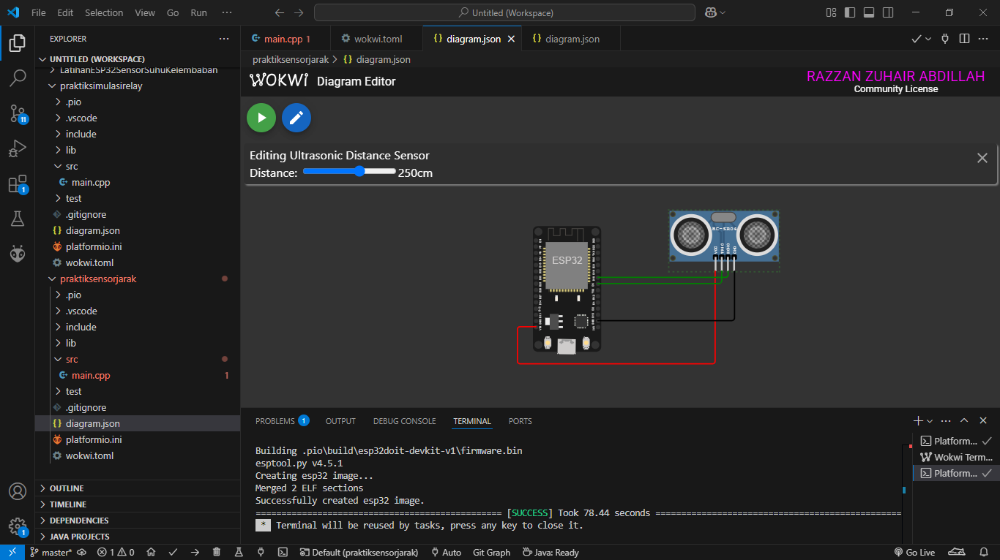 File Edit Selection View Go Run ··· Untitled (Workspace)
EXPLORER ···
UNTITLED (WORKSPACE)
LatihanESP32SensorSuhuKelembaban
praktiksimulasirelay
.pio
.vscode
include
lib
src
main.cpp
test
.gitignore
diagram.json
platformio.ini
wokwi.toml
praktiksensorjarak
.pio
.vscode
include
lib
src
main.cpp 1
test
.gitignore
diagram.json
platformio.ini
wokwi.toml
OUTLINE
TIMELINE
DEPENDENCIES
JAVA PROJECTS
11
1
1
main.cpp 1 wokwi.toml diagram.json diagram.json
praktiksensorjarak > diagram.json
WOKWI Diagram Editor
RAZZAN ZUHAIR ABDILLAH
Community License
Editing Ultrasonic Distance Sensor
Distance: 250cm
HC-SR04
VCC
TRIG
ECHO
GND
ESP32
PROBLEMS 1 OUTPUT DEBUG CONSOLE TERMINAL PORTS
Building .pio\build\esp32doit-devkit-v1\firmware.bin
esptool.py v4.5.1
Creating esp32 image...
Merged 2 ELF sections
Successfully created esp32 image.
[SUCCESS] Took 78.44 seconds
* Terminal will be reused by tasks, press any key to close it.
Platform...
Wokwi Term...
Platform...
master* 1 0 Default (praktiksensorjarak) Auto Git Graph Java: Ready Go Live